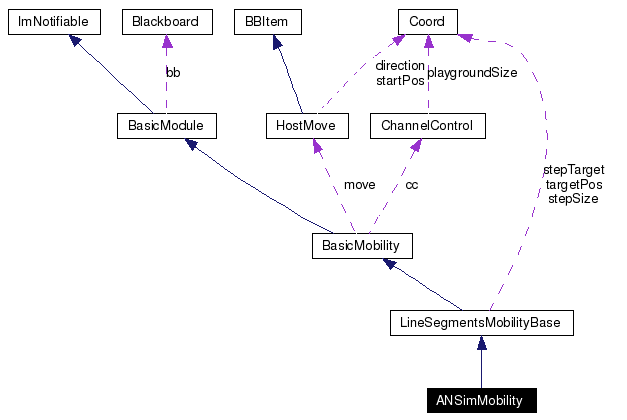 ImNotifiable
Blackboard
BBItem
Coord
bb
direction
startPos
playgroundSize
BasicModule
HostMove
ChannelControl
stepTarget
targetPos
stepSize
move
cc
BasicMobility
LineSegmentsMobilityBase
ANSimMobility